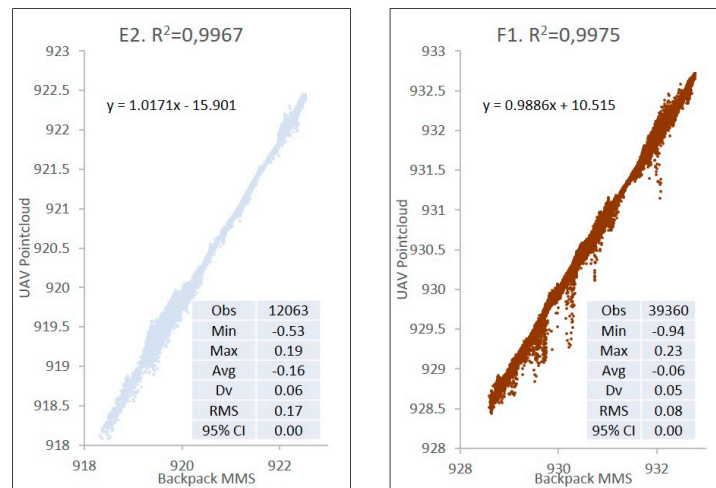 E2. R²=0,9967
923
922.5
922
921.5
921
920.5
920
919.5
919
918.5
918
UAV Pointcloud
y = 1.0171x - 15.901
Obs 12063
Min -0.53
Max 0.19
Avg -0.16
Dv 0.06
RMS 0.17
95% CI 0.00
918 920 922
Backpack MMS
F1. R²=0,9975
933
932.5
932
931.5
931
930.5
930
929.5
929
928.5
928
UAV Pointcloud
y = 0.9886x + 10.515
Obs 39360
Min -0.94
Max 0.23
Avg -0.06
Dv 0.05
RMS 0.08
95% CI 0.00
928 930 932
Backpack MMS